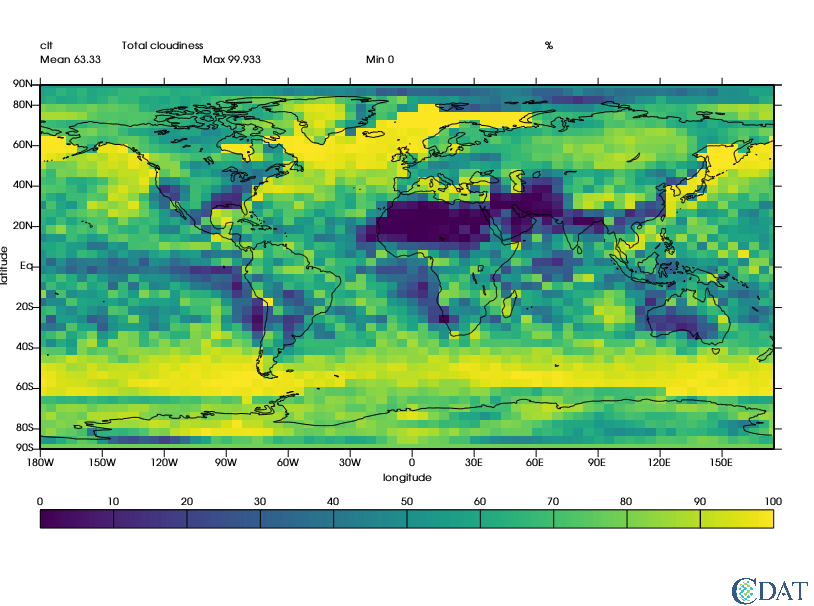 clt Total cloudiness %
Mean 63.33 Max 99.933 Min 0
90N
80N
60N
40N
20N
Eq
20S
40S
60S
80S
90S
latitude
180W 150W 120W 90W 60W 30W 0 30E 60E 90E 120E 150E
longitude
0 10 20 30 40 50 60 70 80 90 100
CDAT